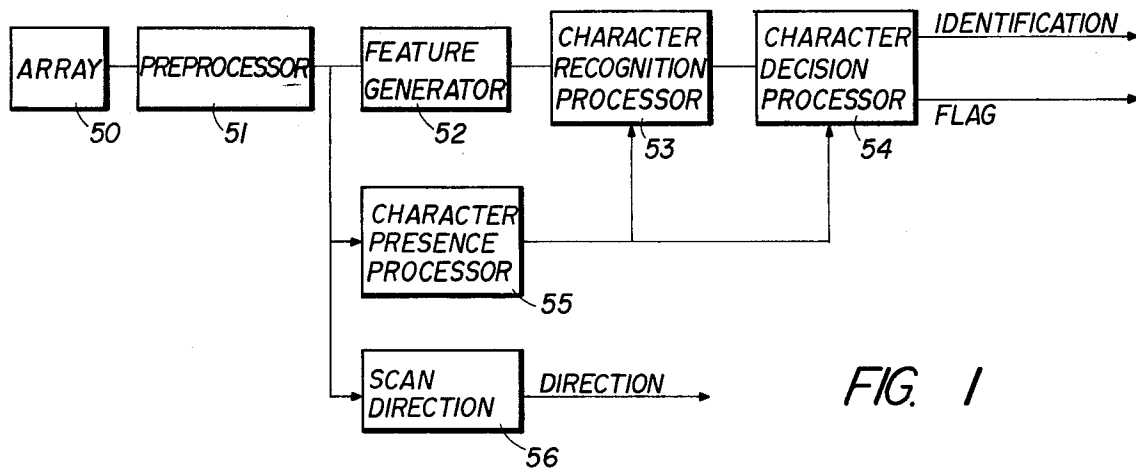 ARRAY
50
PREPROCESSOR
51
FEATURE
GENERATOR
52
CHARACTER
RECOGNITION
PROCESSOR
53
CHARACTER
DECISION
PROCESSOR
54
IDENTIFICATION
FLAG
CHARACTER
PRESENCE
PROCESSOR
55
SCAN
DIRECTION
56
DIRECTION
FIG. 1